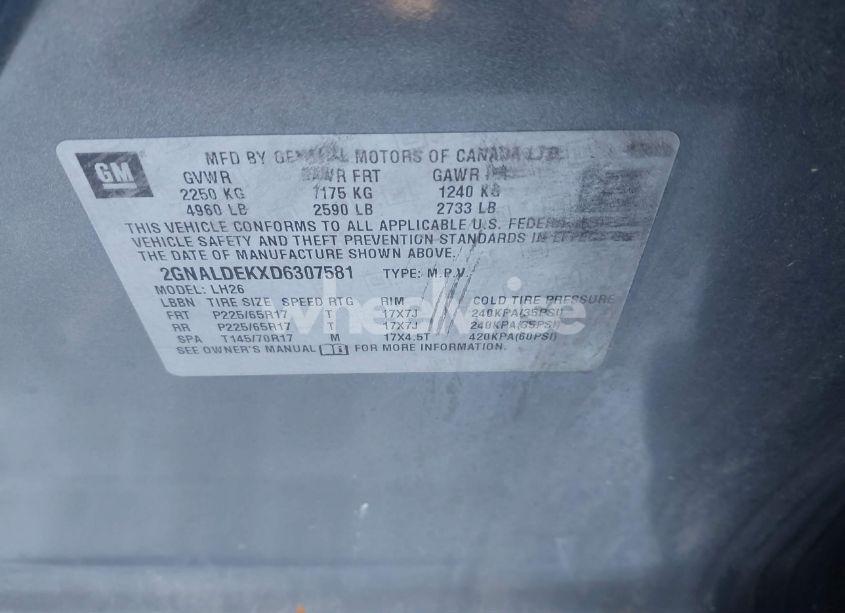 GM
MFD BY GENERAL MOTORS OF CANADA LTD.
GVWR GAWR FRT GAWR
2250 KG 1175 KG 1240 KG
4960 LB 2590 LB 2733 LB
THIS VEHICLE CONFORMS TO ALL APPLICABLE U.S. FEDERAL
VEHICLE SAFETY AND THEFT PREVENTION STANDARDS IN EFFECT ON
THE DATE OF MANUFACTURE SHOWN ABOVE.
2GNALDEKXD6307581 TYPE: M.P.V.
MODEL: LH26
LBBN TIRE SIZE SPEED RTG RIM COLD TIRE PRESSURE
FRT P225/65R17 T 17X7J 240KPA(35PSI)
RR P225/65R17 T 17X7J 240KPA(35PSI)
SPA T145/70R17 M 17X4.5T 420KPA(60PSI)
SEE OWNER'S MANUAL FOR MORE INFORMATION.